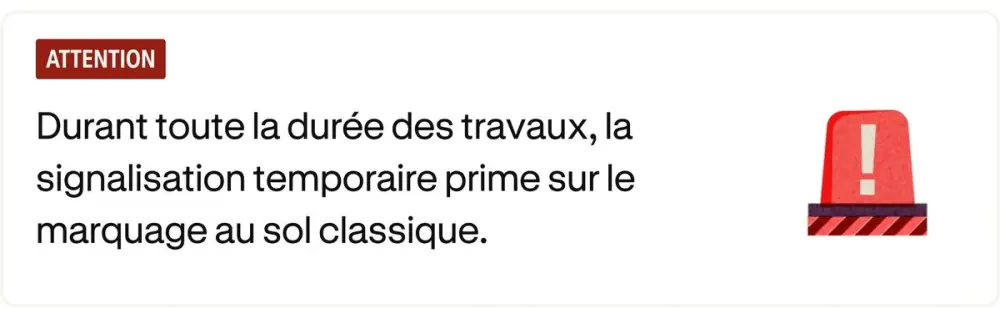 ATTENTION
Durant toute la durée des travaux, la
signalisation temporaire prime sur le
marquage au sol classique.
!